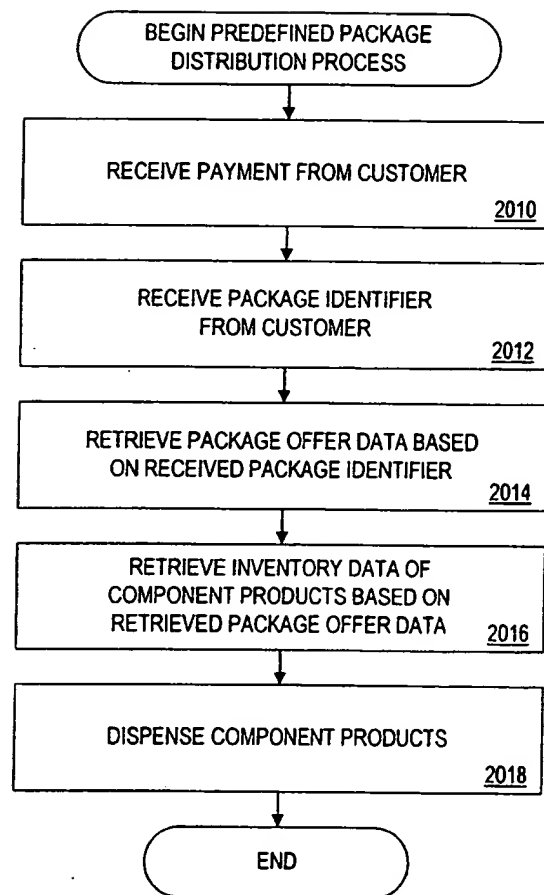 BEGIN PREDEFINED PACKAGE
DISTRIBUTION PROCESS
RECEIVE PAYMENT FROM CUSTOMER
2010
RECEIVE PACKAGE IDENTIFIER
FROM CUSTOMER
2012
RETRIEVE PACKAGE OFFER DATA BASED
ON RECEIVED PACKAGE IDENTIFIER
2014
RETRIEVE INVENTORY DATA OF
COMPONENT PRODUCTS BASED ON
RETRIEVED PACKAGE OFFER DATA
2016
DISPENSE COMPONENT PRODUCTS
2018
END